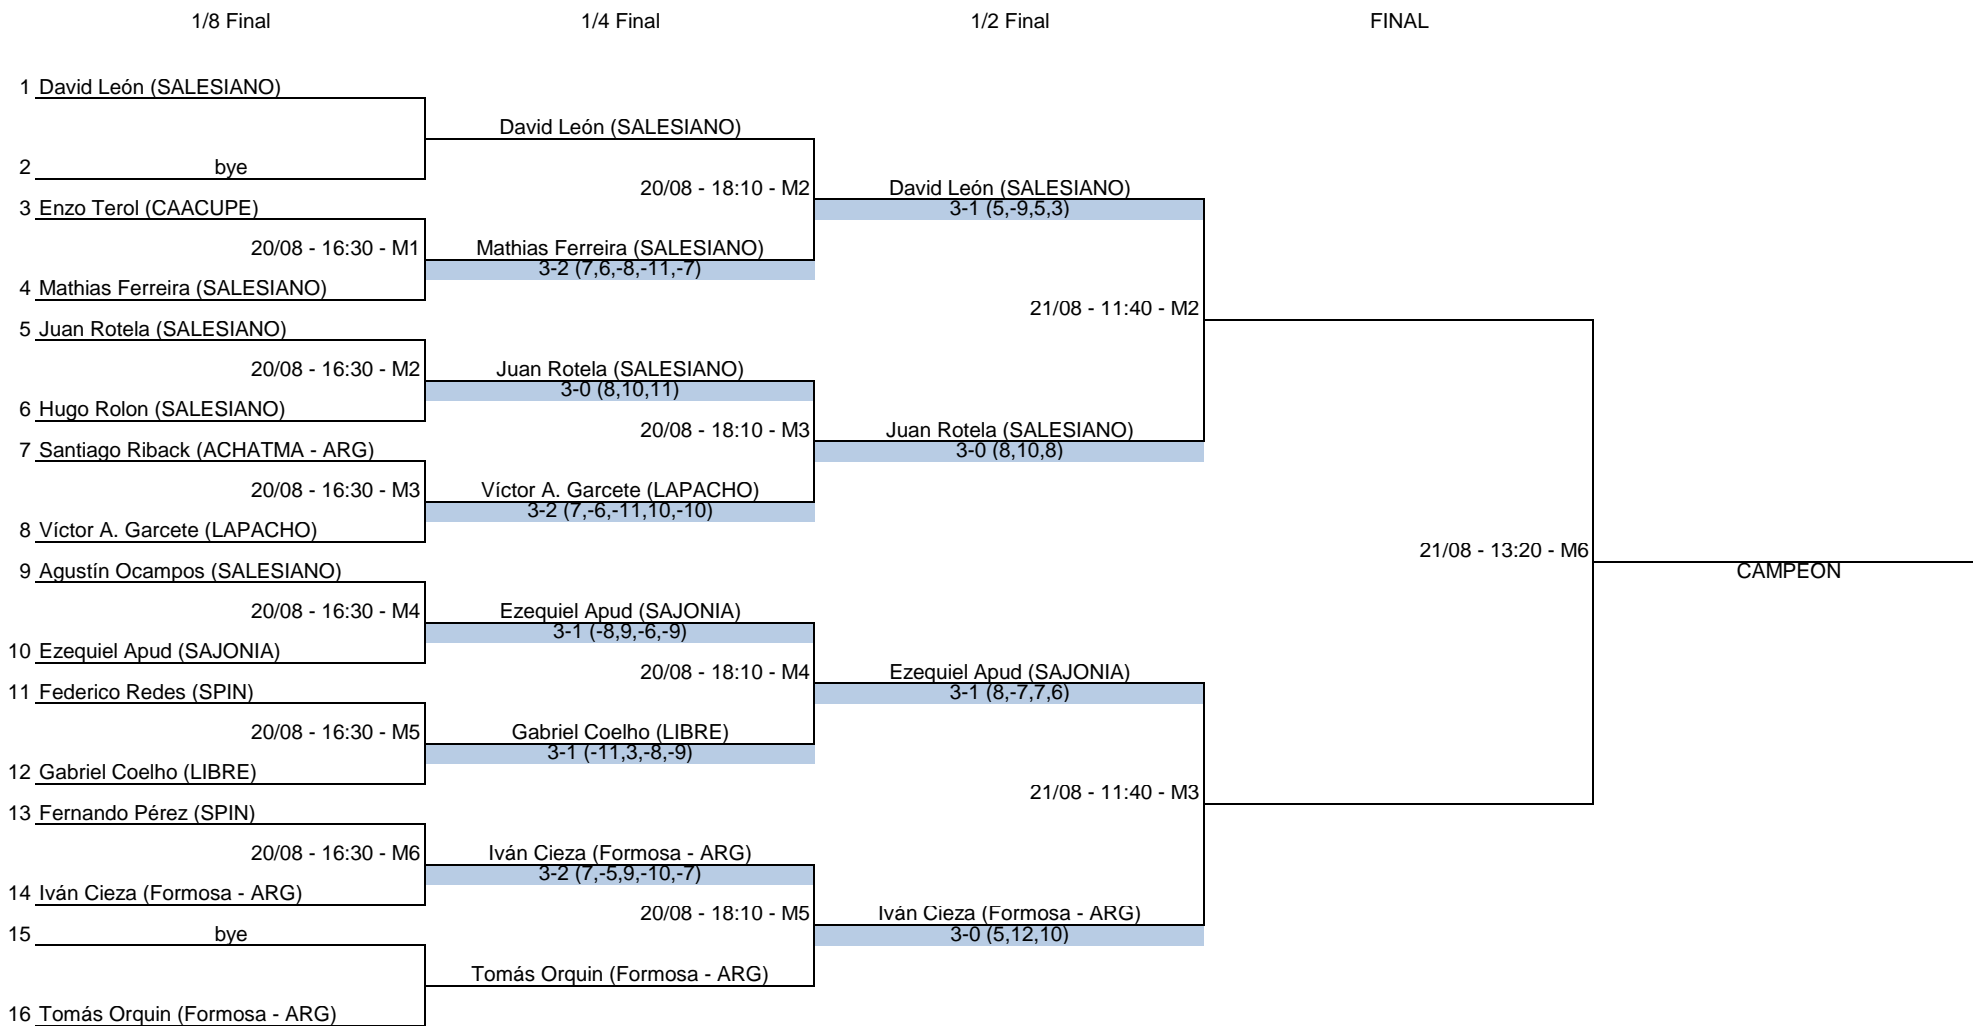 1/8 Final 1/4 Final 1/2 Final FINAL
1 David León (SALESIANO)
David León (SALESIANO)
2 bye
20/08 - 18:10 - M2 David León (SALESIANO)
3 Enzo Terol (CAACUPE) 3-1 (5,-9,5,3)
20/08 - 16:30 - M1 Mathias Ferreira (SALESIANO)
3-2 (7,6,-8,-11,-7)
4 Mathias Ferreira (SALESIANO)
21/08 - 11:40 - M2
5 Juan Rotela (SALESIANO)
20/08 - 16:30 - M2 Juan Rotela (SALESIANO)
3-0 (8,10,11)
6 Hugo Rolon (SALESIANO)
20/08 - 18:10 - M3 Juan Rotela (SALESIANO)
7 Santiago Riback (ACHATMA - ARG) 3-0 (8,10,8)
20/08 - 16:30 - M3 Víctor A. Garcete (LAPACHO)
3-2 (7,-6,-11,10,-10)
8 Víctor A. Garcete (LAPACHO)
21/08 - 13:20 - M6
9 Agustín Ocampos (SALESIANO) CAMPEON
20/08 - 16:30 - M4 Ezequiel Apud (SAJONIA)
3-1 (-8,9,-6,-9)
10 Ezequiel Apud (SAJONIA)
20/08 - 18:10 - M4 Ezequiel Apud (SAJONIA)
11 Federico Redes (SPIN) 3-1 (8,-7,7,6)
20/08 - 16:30 - M5 Gabriel Coelho (LIBRE)
3-1 (-11,3,-8,-9)
12 Gabriel Coelho (LIBRE)
21/08 - 11:40 - M3
13 Fernando Pérez (SPIN)
20/08 - 16:30 - M6 Iván Cieza (Formosa - ARG)
3-2 (7,-5,9,-10,-7)
14 Iván Cieza (Formosa - ARG)
20/08 - 18:10 - M5 Iván Cieza (Formosa - ARG)
15 bye 3-0 (5,12,10)
Tomás Orquin (Formosa - ARG)
16 Tomás Orquin (Formosa - ARG)